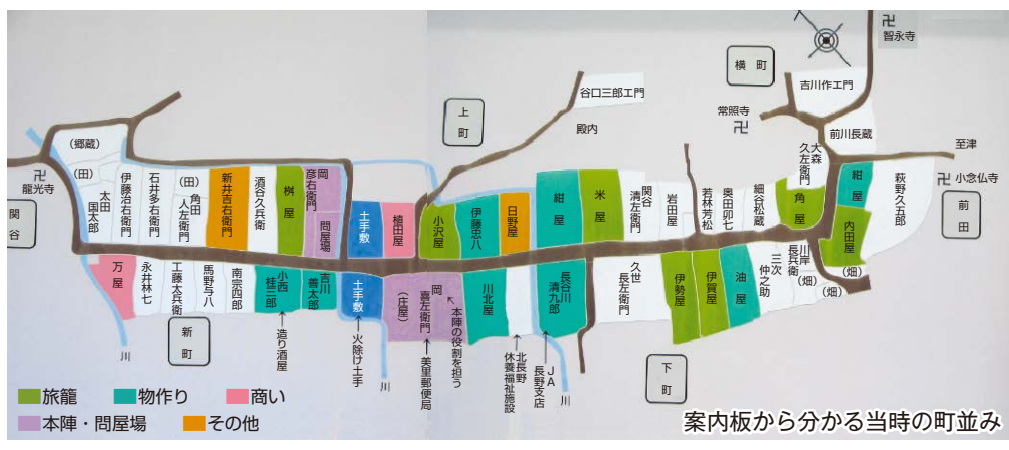 卍
智永寺
横町
吉川作エ門
谷口三郎エ門
上町
常照寺
卍
前川長蔵
殿内
至津
(郷蔵)
(田)
卍
龍光寺
関谷
太田
国太郎
伊藤治右衛門
石井多右衛門
(田)
角田
人左衛門
新井吉右衛門
酒谷久兵衛
桝屋
岡
彦右衛門
問屋場
土手敷
植田屋
小沢屋
伊藤忠八
日野屋
紺屋
米屋
関谷
清左衛門
岩田屋
若林芳松
奥田卯七
細谷松蔵
大森
久左衛門
角屋
紺屋
内田屋
萩野久五郎
卍小念仏寺
前田
万屋
永井林七
工藤太兵衛
馬野与八
南宗四郎
小西
桂三郎
吉川
善太郎
土手敷
岡
喜左衛門
(庄屋)
川北屋
長谷川
清九郎
久世
長左衛門
伊勢屋
伊賀屋
油屋
三次
仲之助
川岸
長兵衛
(畑)
(畑)
(畑)
新町
川
←造り酒屋
←火除け土手
川
←本陣の役割を担う
←美里郵便局
←北長野
休養福祉施設
←JA
長野支店
川
下町
旅籠
物作り
商い
本陣・問屋場
その他
案内板から分かる当時の町並み